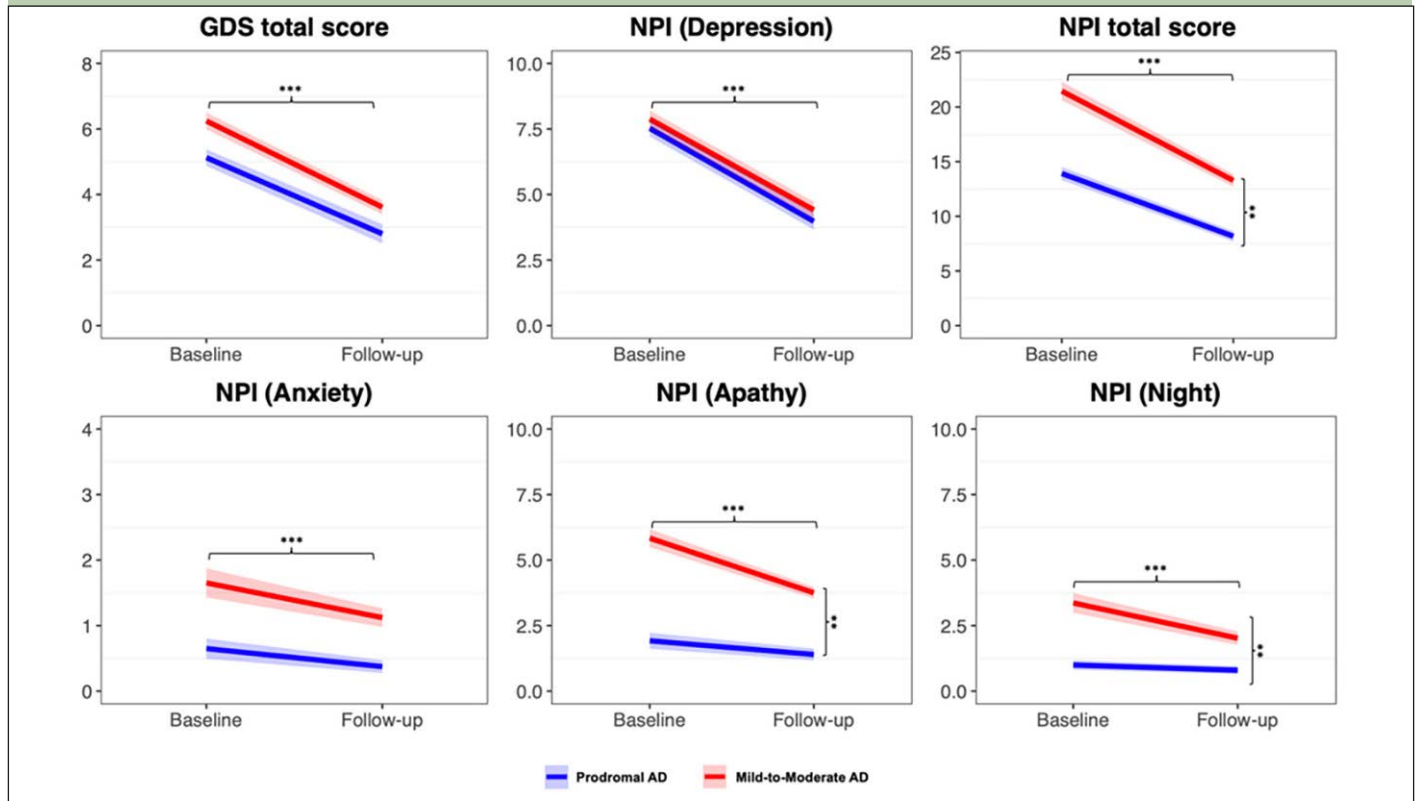 GDS total score
8
6
4
2
0
***
Baseline
Follow-up
NPI (Depression)
10.0
7.5
5.0
2.5
0.0
***
Baseline
Follow-up
NPI total score
25
20
15
10
5
0
***
**
Baseline
Follow-up
NPI (Anxiety)
4
3
2
1
0
***
Baseline
Follow-up
NPI (Apathy)
10.0
7.5
5.0
2.5
0.0
***
**
Baseline
Follow-up
NPI (Night)
10.0
7.5
5.0
2.5
0.0
***
**
Baseline
Follow-up
Prodromal AD
Mild-to-Moderate AD